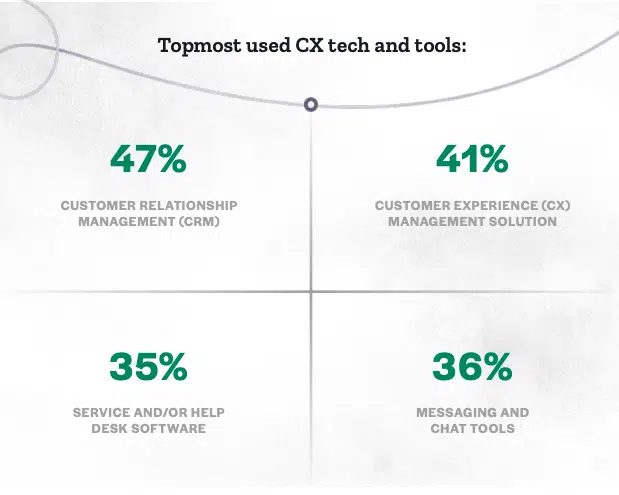 Topmost used CX tech and tools:
47%
CUSTOMER RELATIONSHIP
MANAGEMENT (CRM)
41%
CUSTOMER EXPERIENCE (CX)
MANAGEMENT SOLUTION
35%
SERVICE AND/OR HELP
DESK SOFTWARE
36%
MESSAGING AND
CHAT TOOLS